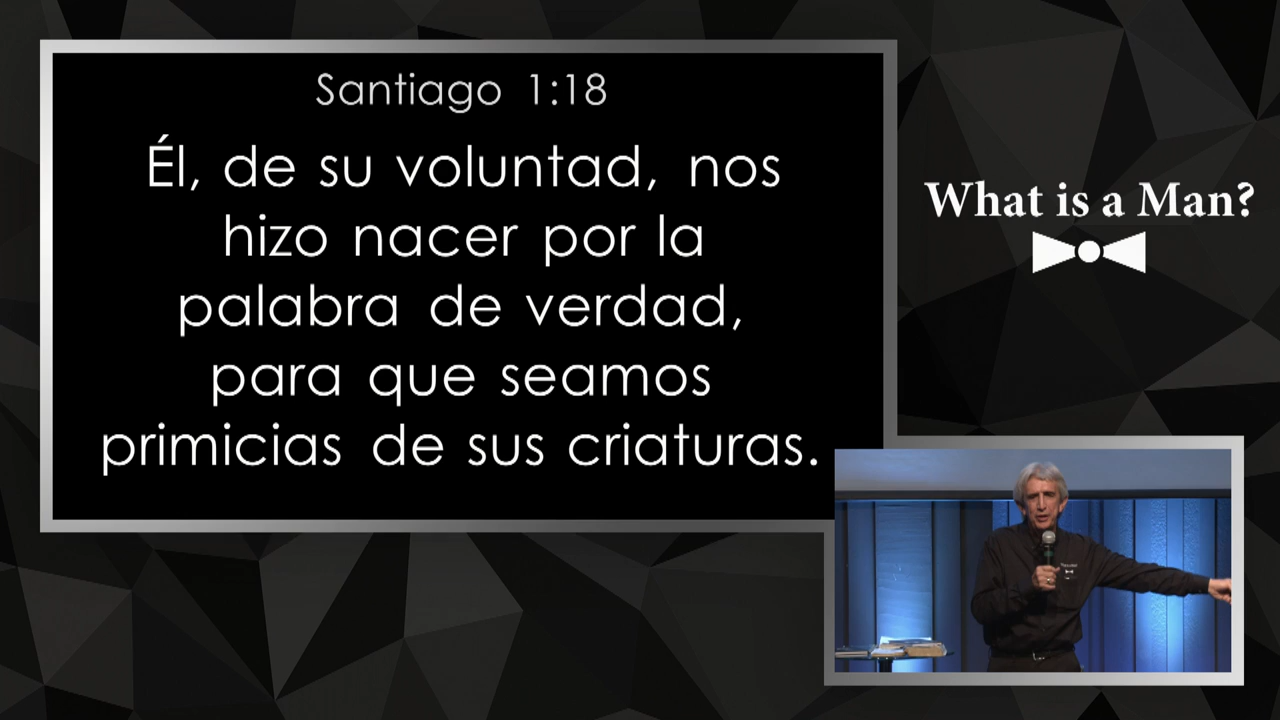 Santiago 1:18
Él, de su voluntad, nos
hizo nacer por la
palabra de verdad,
para que seamos
primicias de sus criaturas.
What is a Man?